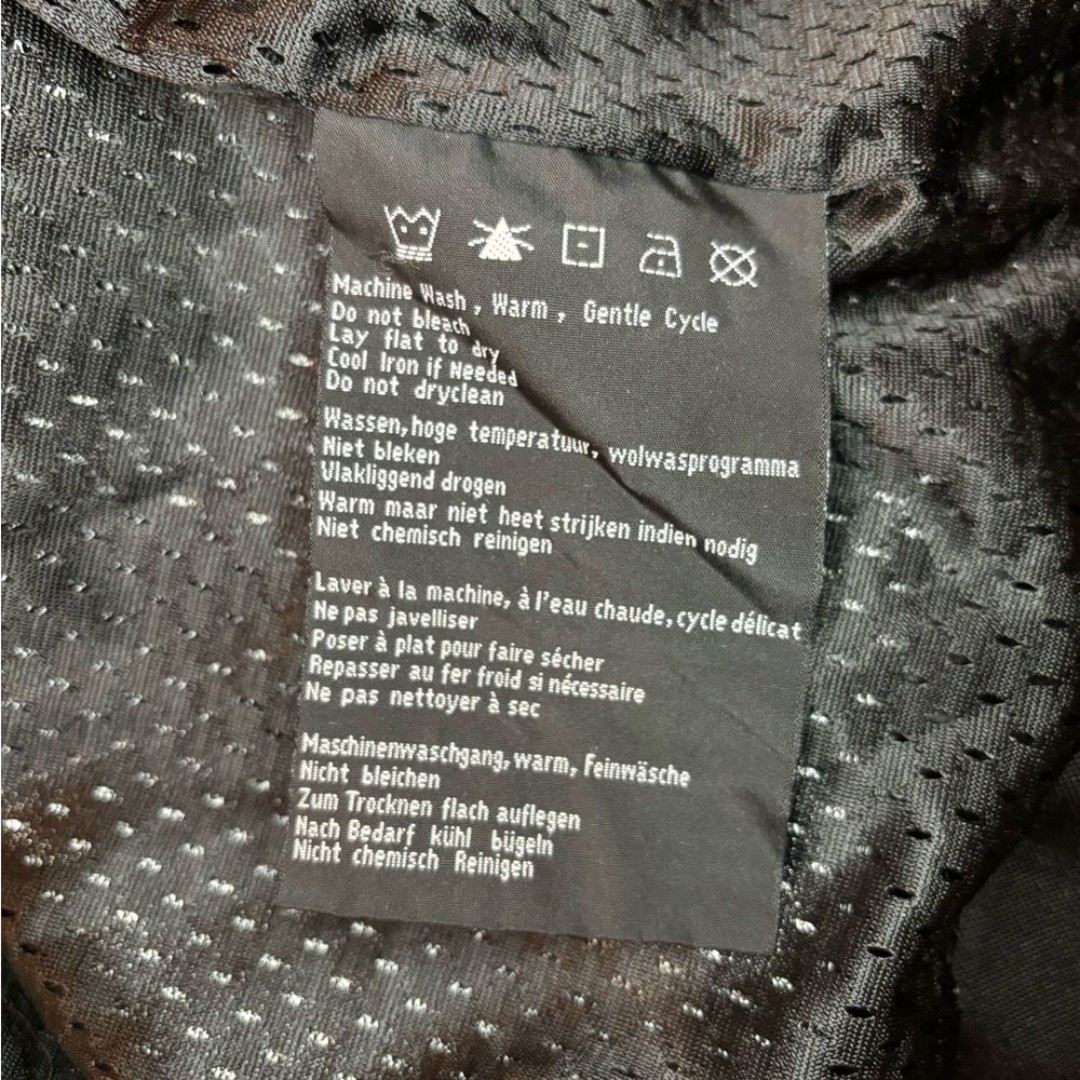 Machine Wash , Warm , Gentle Cycle
Do not bleach
Lay flat to dry
Cool Iron if Needed
Do not dryclean
Wassen,hoge temperatuur, wolwasprogramma
Niet bleken
Vlakliggend drogen
Warm maar niet heet strijken indien nodig
Niet chemisch reinigen
Laver à la machine, à l'eau chaude, cycle délicat
Ne pas javelliser
Poser à plat pour faire sécher
Repasser au fer froid si nécessaire
Ne pas nettoyer à sec
Maschinenwaschgang, warm, Feinwäsche
Nicht bleichen
Zum Trocknen flach auflegen
Nach Bedarf kühl bügeln
Nicht chemisch Reinigen